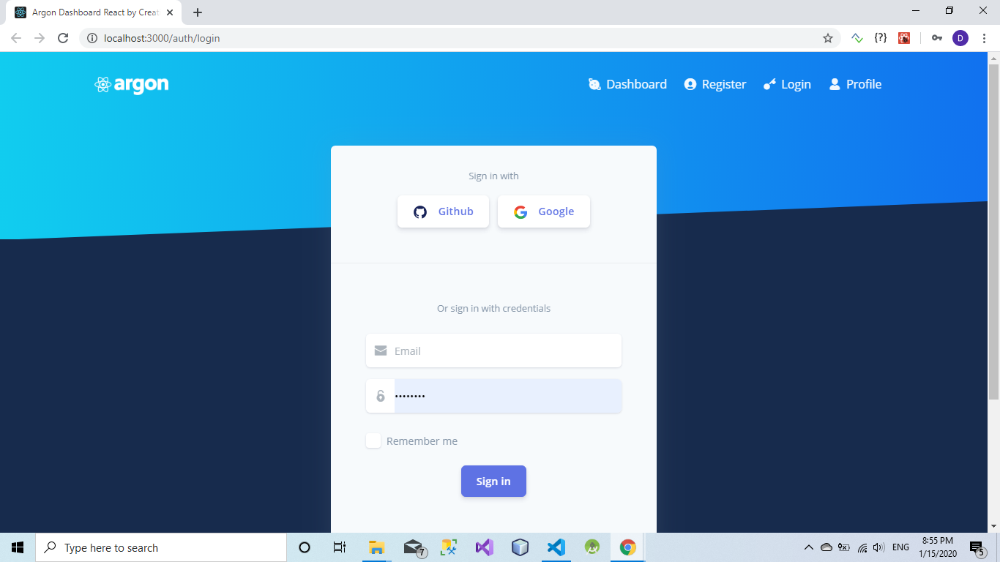 Argon Dashboard React by Creat
localhost:3000/auth/login
{?}
D
argon
Dashboard
Register
Login
Profile
Sign in with
Github
Google
Or sign in with credentials
Email
Remember me
Sign in
Type here to search
7
ENG
8:55 PM
1/15/2020
5